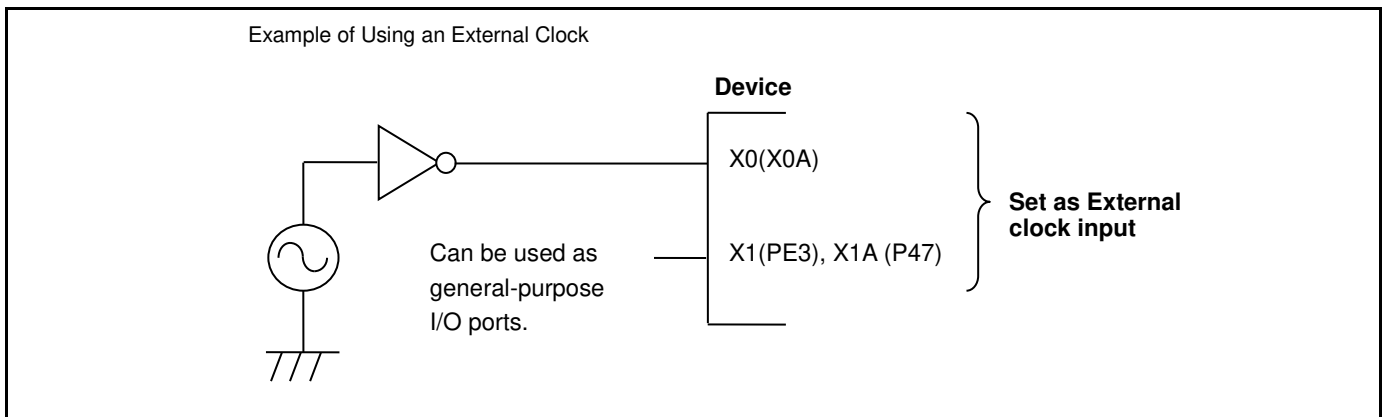 Example of Using an External Clock
Device
X0(X0A)
Set as External
clock input
Can be used as
general-purpose
I/O ports.
X1(PE3), X1A (P47)